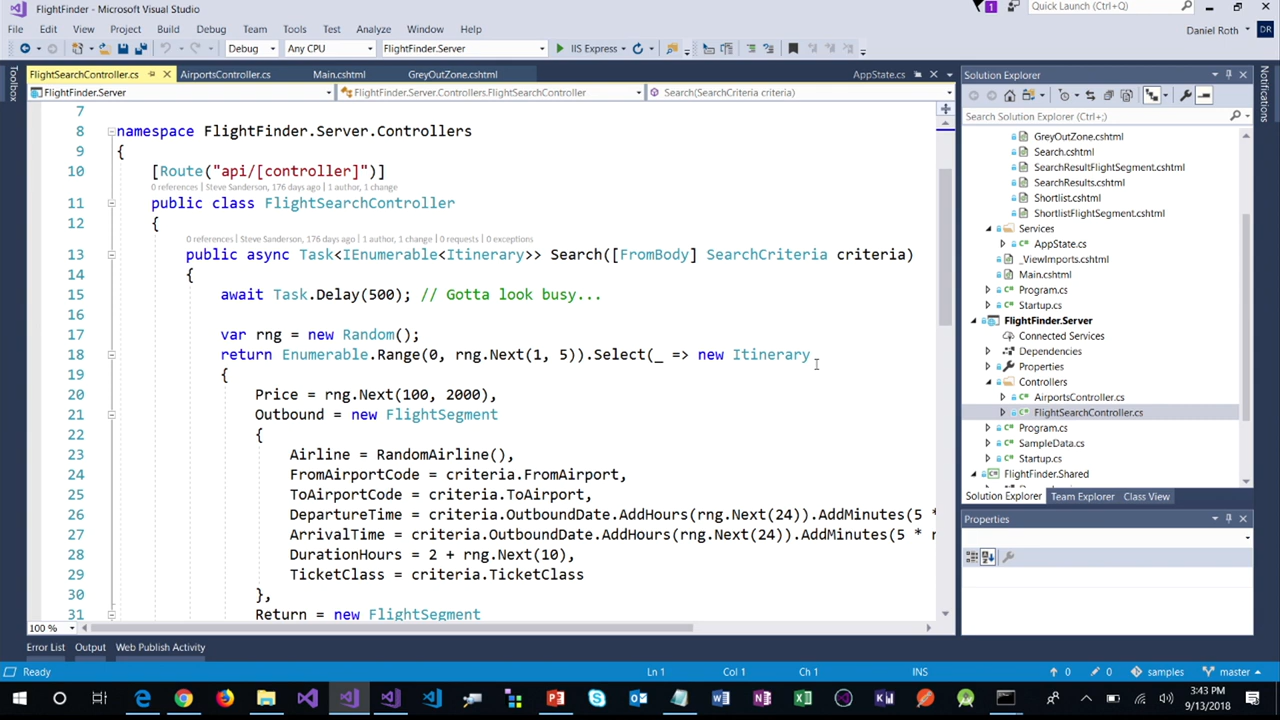 FlightFinder - Microsoft Visual Studio
1
Quick Launch (Ctrl+Q)
File Edit View Project Build Debug Team Tools Test Analyze Window Help
Daniel Roth
DR
Debug Any CPU FlightFinder.Server IIS Express
Toolbox
FlightSearchController.cs AirportsController.cs Main.cshtml GreyOutZone.cshtml AppState.cs
FlightFinder.Server FlightFinder.Server.Controllers.FlightSearchController Search(SearchCriteria criteria)
7
8 namespace FlightFinder.Server.Controllers
9 {
10 [Route("api/[controller]")]
0 references | Steve Sanderson, 176 days ago | 1 author, 1 change
11 public class FlightSearchController
12 {
0 references | Steve Sanderson, 176 days ago | 1 author, 1 change | 0 requests | 0 exceptions
13 public async Task<IEnumerable<Itinerary>> Search([FromBody] SearchCriteria criteria)
14 {
15 await Task.Delay(500); // Gotta look busy...
16
17 var rng = new Random();
18 return Enumerable.Range(0, rng.Next(1, 5)).Select(_ => new Itinerary
19 {
20 Price = rng.Next(100, 2000),
21 Outbound = new FlightSegment
22 {
23 Airline = RandomAirline(),
24 FromAirportCode = criteria.FromAirport,
25 ToAirportCode = criteria.ToAirport,
26 DepartureTime = criteria.OutboundDate.AddHours(rng.Next(24)).AddMinutes(5 *
27 ArrivalTime = criteria.OutboundDate.AddHours(rng.Next(24)).AddMinutes(5 * r
28 DurationHours = 2 + rng.Next(10),
29 TicketClass = criteria.TicketClass
30 },
31 Return = new FlightSegment
100 %
Solution Explorer
Search Solution Explorer (Ctrl+;)
GreyOutZone.cshtml
Search.cshtml
SearchResultFlightSegment.cshtml
SearchResults.cshtml
Shortlist.cshtml
ShortlistFlightSegment.cshtml
Services
AppState.cs
_ViewImports.cshtml
Main.cshtml
Program.cs
Startup.cs
FlightFinder.Server
Connected Services
Dependencies
Properties
Controllers
AirportsController.cs
FlightSearchController.cs
Program.cs
SampleData.cs
Startup.cs
FlightFinder.Shared
Solution Explorer Team Explorer Class View
Properties
Notifications
Error List Output Web Publish Activity
Ready Ln 1 Col 1 Ch 1 INS 0 0 samples master
3:43 PM
9/13/2018